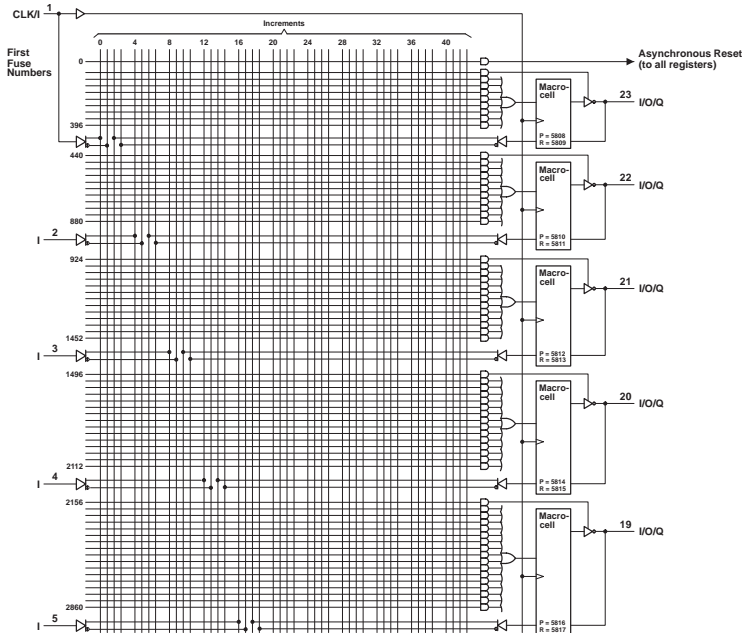 CLK/I 1
Increments
First
Fuse
Numbers
0 4 8 12 16 20 24 28 32 36 40
0
Asynchronous Reset
(to all registers)
Macro-
cell
23 I/O/Q
396
P = 5808
R = 5809
440
Macro-
cell
22 I/O/Q
880
I 2
P = 5810
R = 5811
924
Macro-
cell
21 I/O/Q
1452
I 3
P = 5812
R = 5813
1496
Macro-
cell
20 I/O/Q
2112
I 4
P = 5814
R = 5815
2156
Macro-
cell
19 I/O/Q
2860
I 5
P = 5816
R = 5817